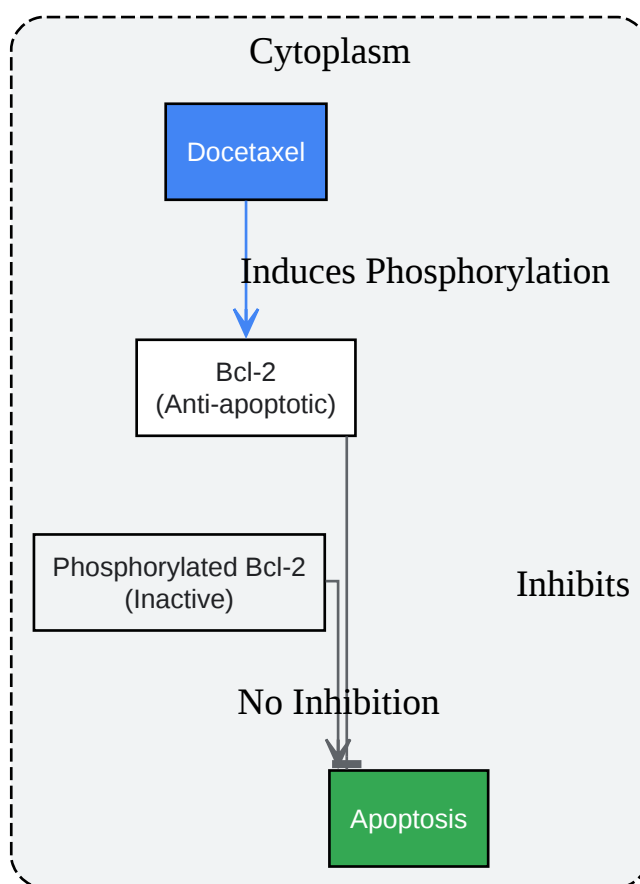 Cytoplasm
Docetaxel
Induces Phosphorylation
Bcl-2
(Anti-apoptotic)
Phosphorylated Bcl-2
(Inactive)
Inhibits
No Inhibition
Apoptosis